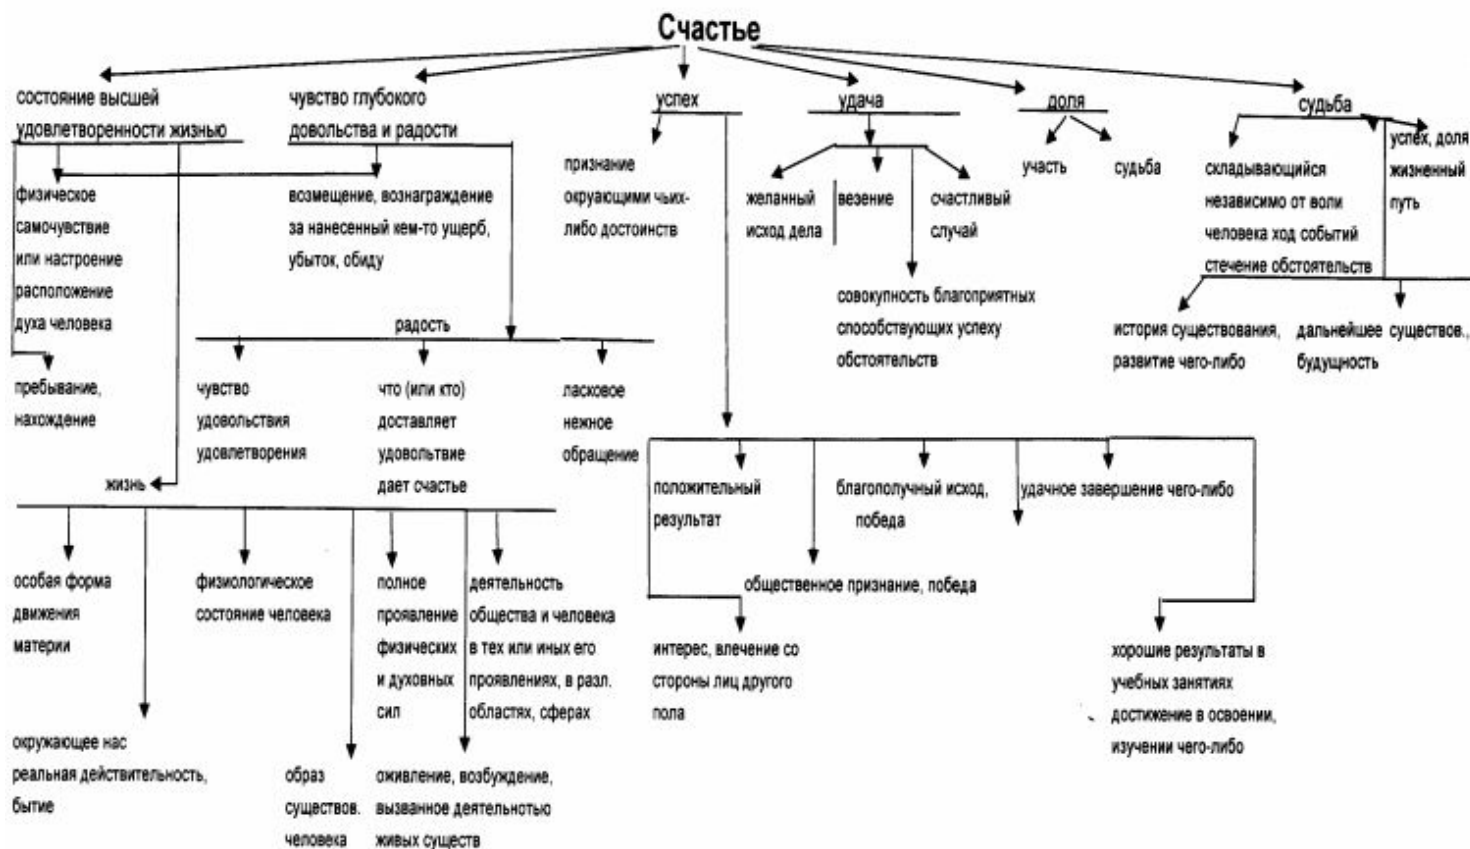 Счастье
состояние высшей
удовлетворенности жизнью
чувство глубокого
довольства и радости
успех
удача
доля
судьба
физическое
самочувствие
или настроение
расположение
духа человека
возмещение, вознаграждение
за нанесенный кем-то ущерб,
убыток, обиду
признание
окруающими чьих-
либо достоинств
желанный
исход дела
везение
счастливый
случай
совокупность благоприятных
способствующих успеху
обстоятельств
участь
судьба
складывающийся
независимо от воли
человека ход событий
стечение обстоятельств
успех, доля
жизненный
путь
история существования,
развитие чего-либо
дальнейшее существов.,
будущность
пребывание,
нахождение
радость
чувство
удовольствия
удовлетворения
что (или кто)
доставляет
удовольтвие
дает счастье
ласковое
нежное
обращение
жизнь
особая форма
движения
материи
физиологическое
состояние человека
полное
проявление
физических
и духовных
сил
деятельность
общества и человека
в тех или иных его
проявлениях, в разл.
областях, сферах
окружающее нас
реальная действительность,
бытие
образ
существов.
человека
оживление, возбуждение,
вызванное деятельнотью
живых существ
положительный
результат
благополучный исход,
победа
удачное завершение чего-либо
общественное признание, победа
интерес, влечение со
стороны лиц другого
пола
хорошие результаты в
учебных занятиях
достижение в освоении,
изучении чего-либо